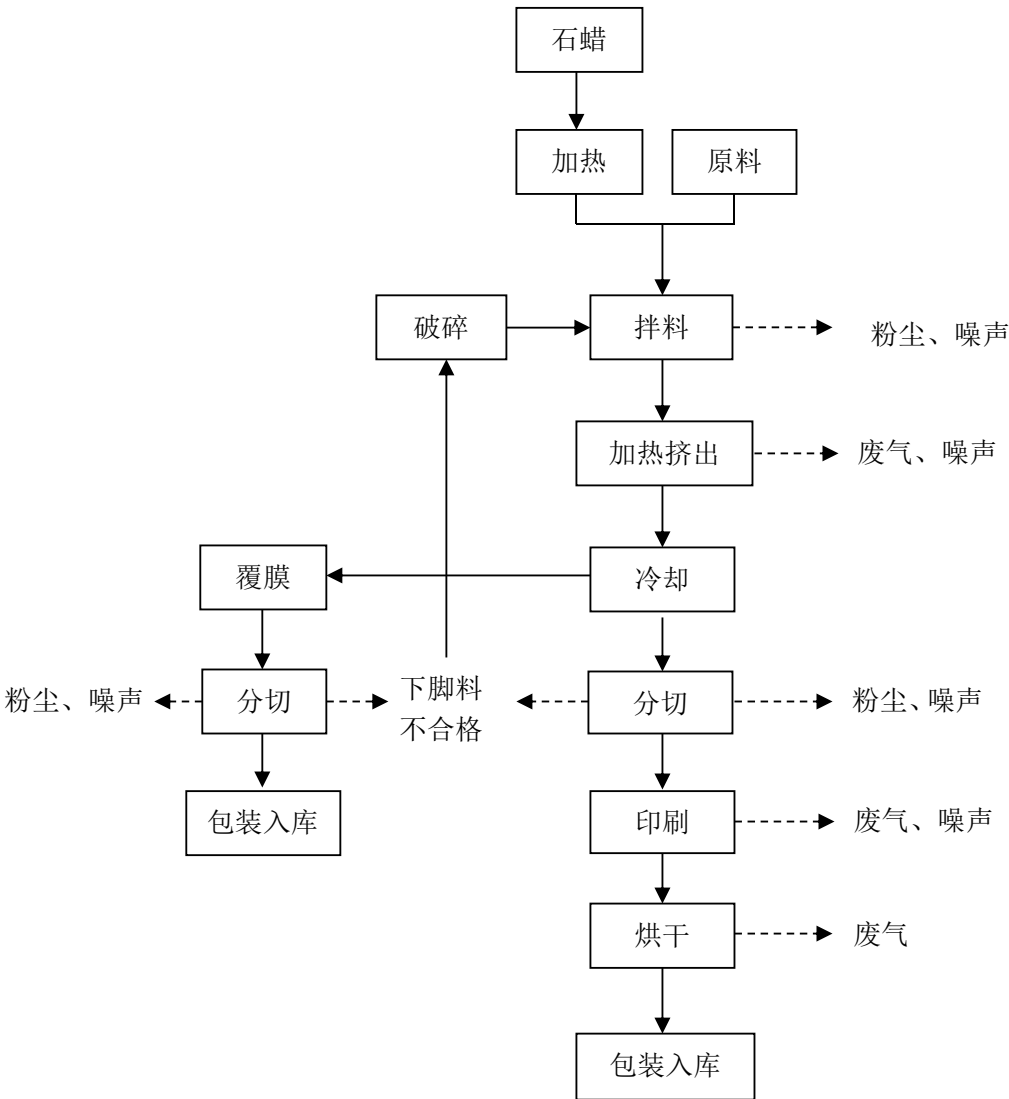 石蜡
加热
原料
破碎
拌料
粉尘、噪声
加热挤出
废气、噪声
覆膜
冷却
粉尘、噪声
分切
下脚料
不合格
分切
粉尘、噪声
包装入库
印刷
废气、噪声
烘干
废气
包装入库